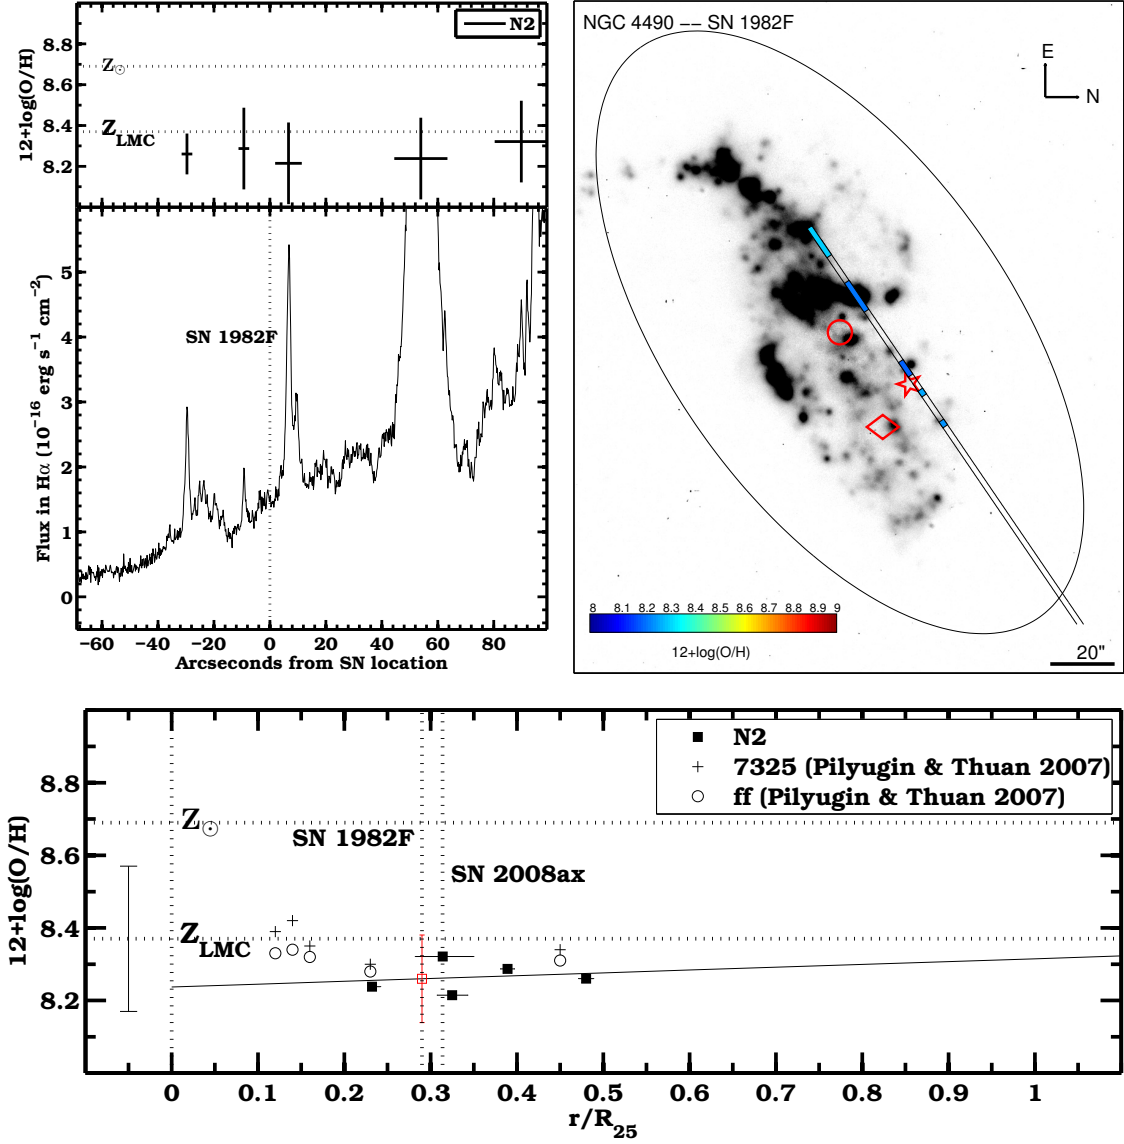 N2
12+log(O/H)
8.8
8.6
8.4
8.2
Z☉
ZLMC
Flux in Hα (10−16 erg s−1 cm−2)
5
4
3
2
1
0
SN 1982F
−60 −40 −20 0 20 40 60 80
Arcseconds from SN location
NGC 4490 −− SN 1982F
E
N
8 8.1 8.2 8.3 8.4 8.5 8.6 8.7 8.8 8.9 9
12+log(O/H)
20"
N2
7325 (Pilyugin & Thuan 2007)
ff (Pilyugin & Thuan 2007)
12+log(O/H)
8.8
8.6
8.4
8.2
Z☉
SN 1982F
SN 2008ax
ZLMC
0 0.1 0.2 0.3 0.4 0.5 0.6 0.7 0.8 0.9 1
r/R25